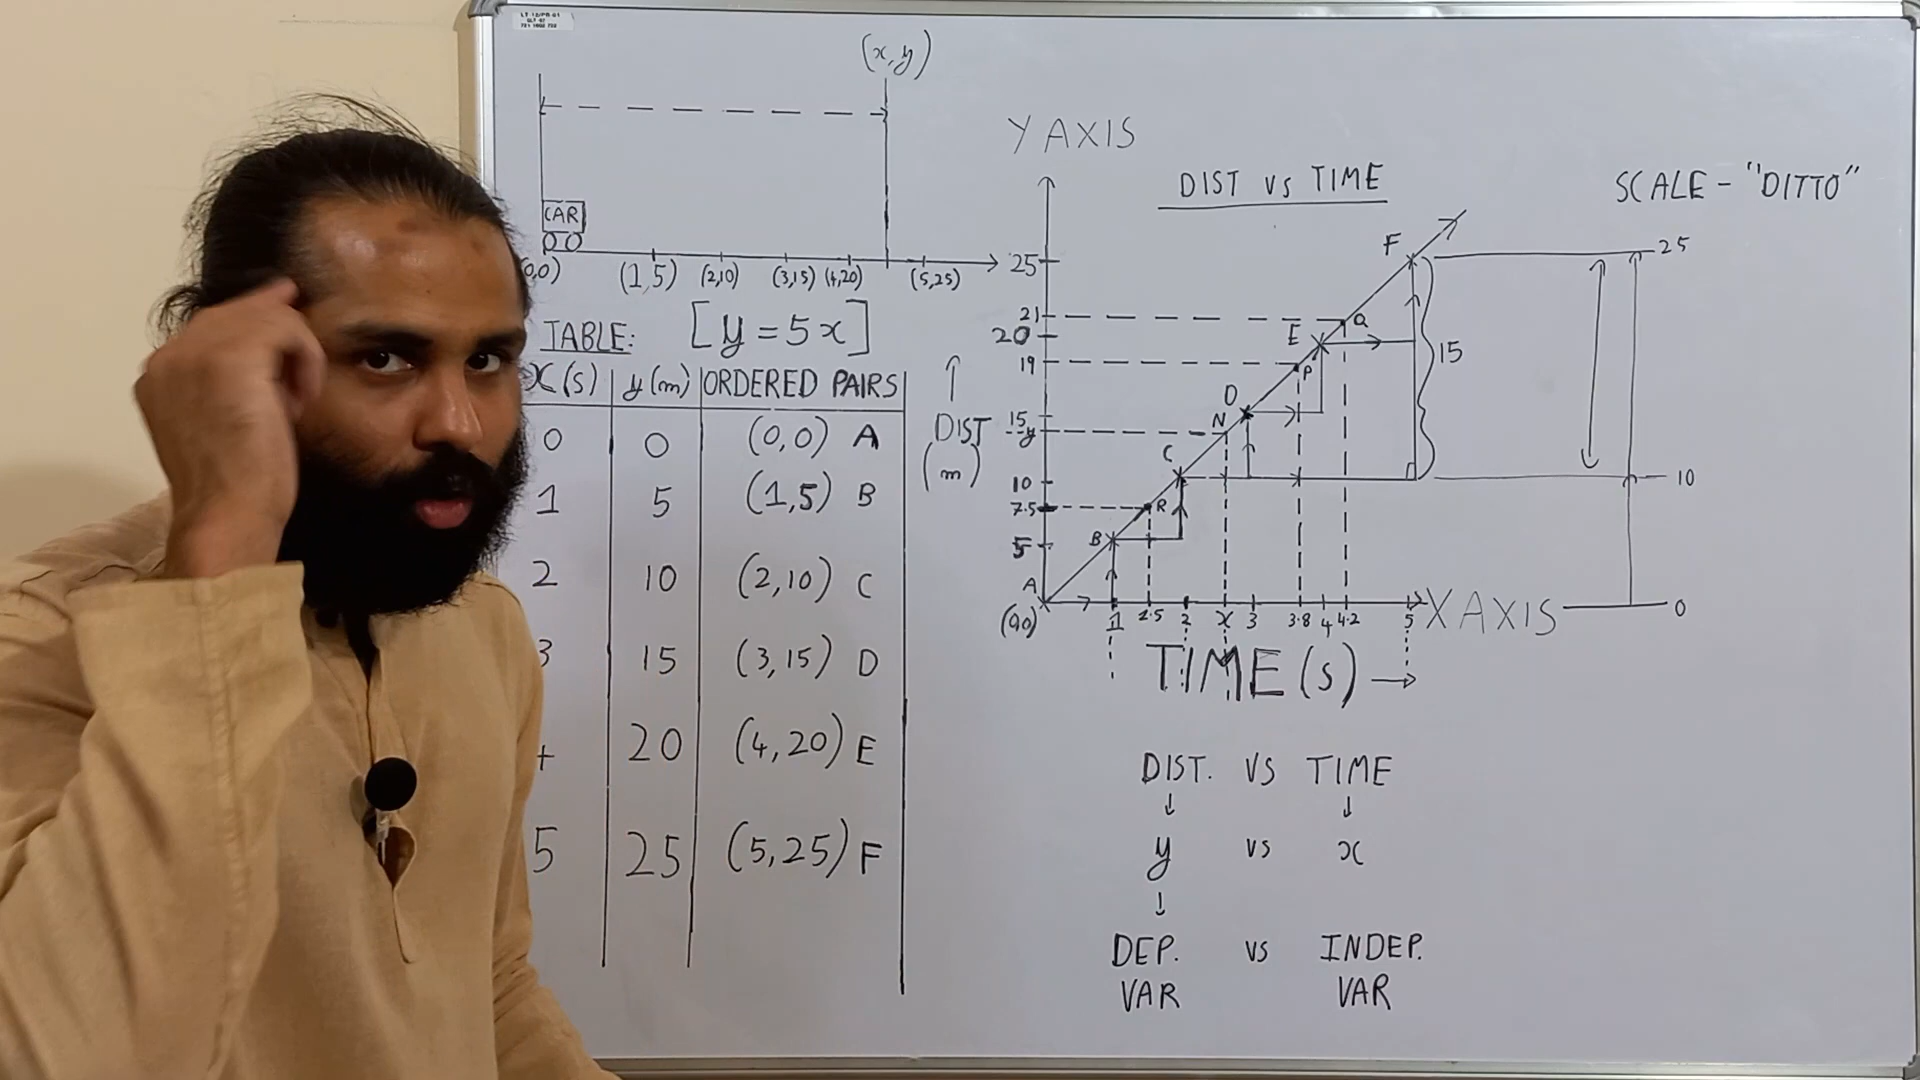 (x,y)
CAR
(0,0) (1,5) (2,10) (3,15) (4,20) (5,25)
TABLE: [y=5x]
x(s) y(m) ORDERED PAIRS
0 0 (0,0) A
1 5 (1,5) B
2 10 (2,10) C
3 15 (3,15) D
4 20 (4,20) E
5 25 (5,25) F
Y AXIS
DIST vs TIME
SCALE - "DITTO"
F
25
25
21
Q
20
E
19
P
15
15
D
N
y
DIST
(m)
C
10
10
7.5
R
B
5
A
(0,0)
1 2 x 3 3.8 4 4.2 5
X AXIS
0
TIME (s)
DIST. VS TIME
y vs x
DEP. VS INDEP.
VAR VAR